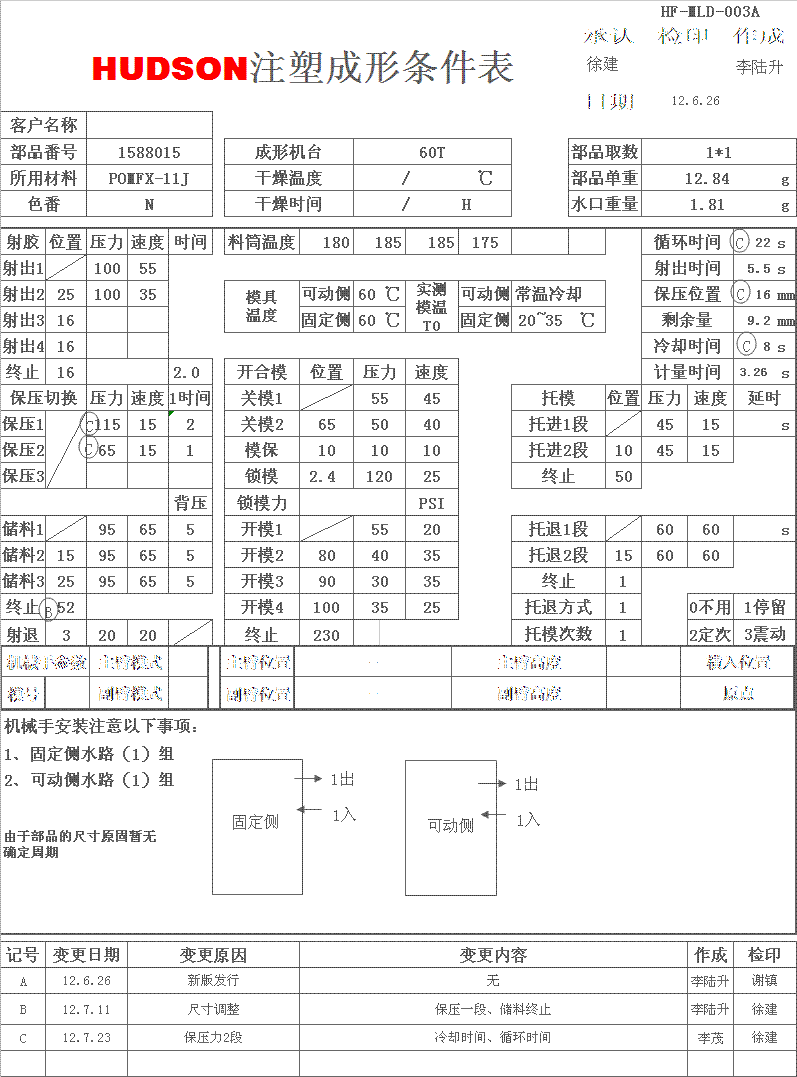 HF-MLD-003A
承认 检印 作成
徐建 李陆升
HUDSON注塑成形条件表
日期 12.6.26
客户名称
部品番号 1588015 成形机台 60T 部品取数 1*1
所用材料 POMFX-11J 干燥温度 / ℃ 部品单重 12.84 g
色番 N 干燥时间 / H 水口重量 1.81 g
射胶 位置 压力 速度 时间 料筒温度 180 185 185 175 循环时间 C 22 s
射出1 100 55 射出时间 5.5 s
射出2 25 100 35 模具温度 可动侧 60 ℃ 实测模温T0 可动侧 常温冷却 保压位置 C 16 mm
射出3 16 固定侧 60 ℃ 固定侧 20~35 ℃ 剩余量 9.2 mm
射出4 16 冷却时间 C 8 s
终止 16 2.0 开合模 位置 压力 速度 计量时间 3.26 s
保压切换 压力 速度 1时间 关模1 55 45 托模 位置 压力 速度 延时
保压1 C 115 15 2 关模2 65 50 40 托进1段 45 15 s
保压2 C 65 15 1 模保 10 10 10 托进2段 10 45 15
保压3 锁模 2.4 120 25 终止 50
背压 锁模力 PSI
储料1 95 65 5 开模1 55 20 托退1段 60 60 s
储料2 15 95 65 5 开模2 80 40 35 托退2段 15 60 60
储料3 25 95 65 5 开模3 90 30 35 终止 1
终止 B 52 开模4 100 35 25 托退方式 1 0不用 1停留
射退 3 20 20 终止 230 托模次数 1 2定次 3震动
机械手参数 主臂模式 主臂位置 主臂高度 横入位置
模号 副臂模式 副臂位置 副臂高度 原点
机械手安装注意以下事项:
1、固定侧水路（1）组
2、可动侧水路（1）组
固定侧 1出 1入
可动侧 1出 1入
由于部品的尺寸原固暂无
确定周期
记号 变更日期 变更原因 变更内容 作成 检印
A 12.6.26 新版发行 无 李陆升 谢镇
B 12.7.11 尺寸调整 保压一段、储料终止 李陆升 徐建
C 12.7.23 保压力2段 冷却时间、循环时间 李茂 徐建